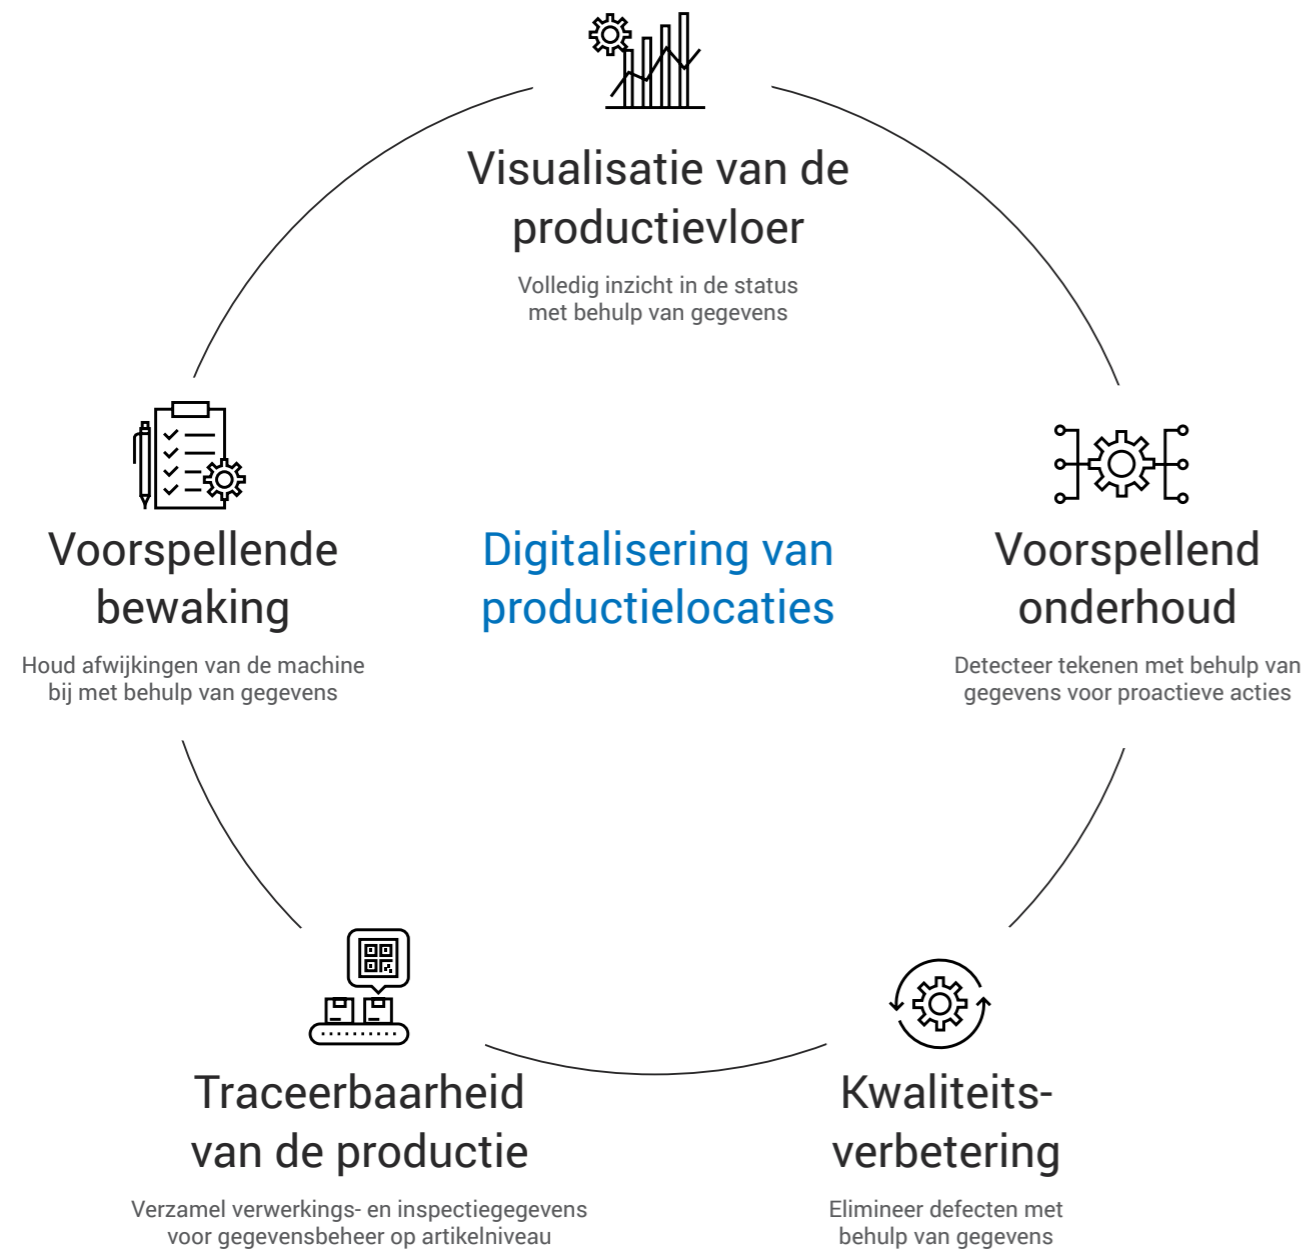 Visualisatie van de
productievloer
Volledig inzicht in de status
met behulp van gegevens
Voorspellende
bewaking
Houd afwijkingen van de machine
bij met behulp van gegevens
Digitalisering van
productielocaties
Voorspellend
onderhoud
Detecteer tekenen met behulp van
gegevens voor proactieve acties
Traceerbaarheid
van de productie
Verzamel verwerkings- en inspectiegegevens
voor gegevensbeheer op artikelniveau
Kwaliteits-
verbetering
Elimineer defecten met
behulp van gegevens